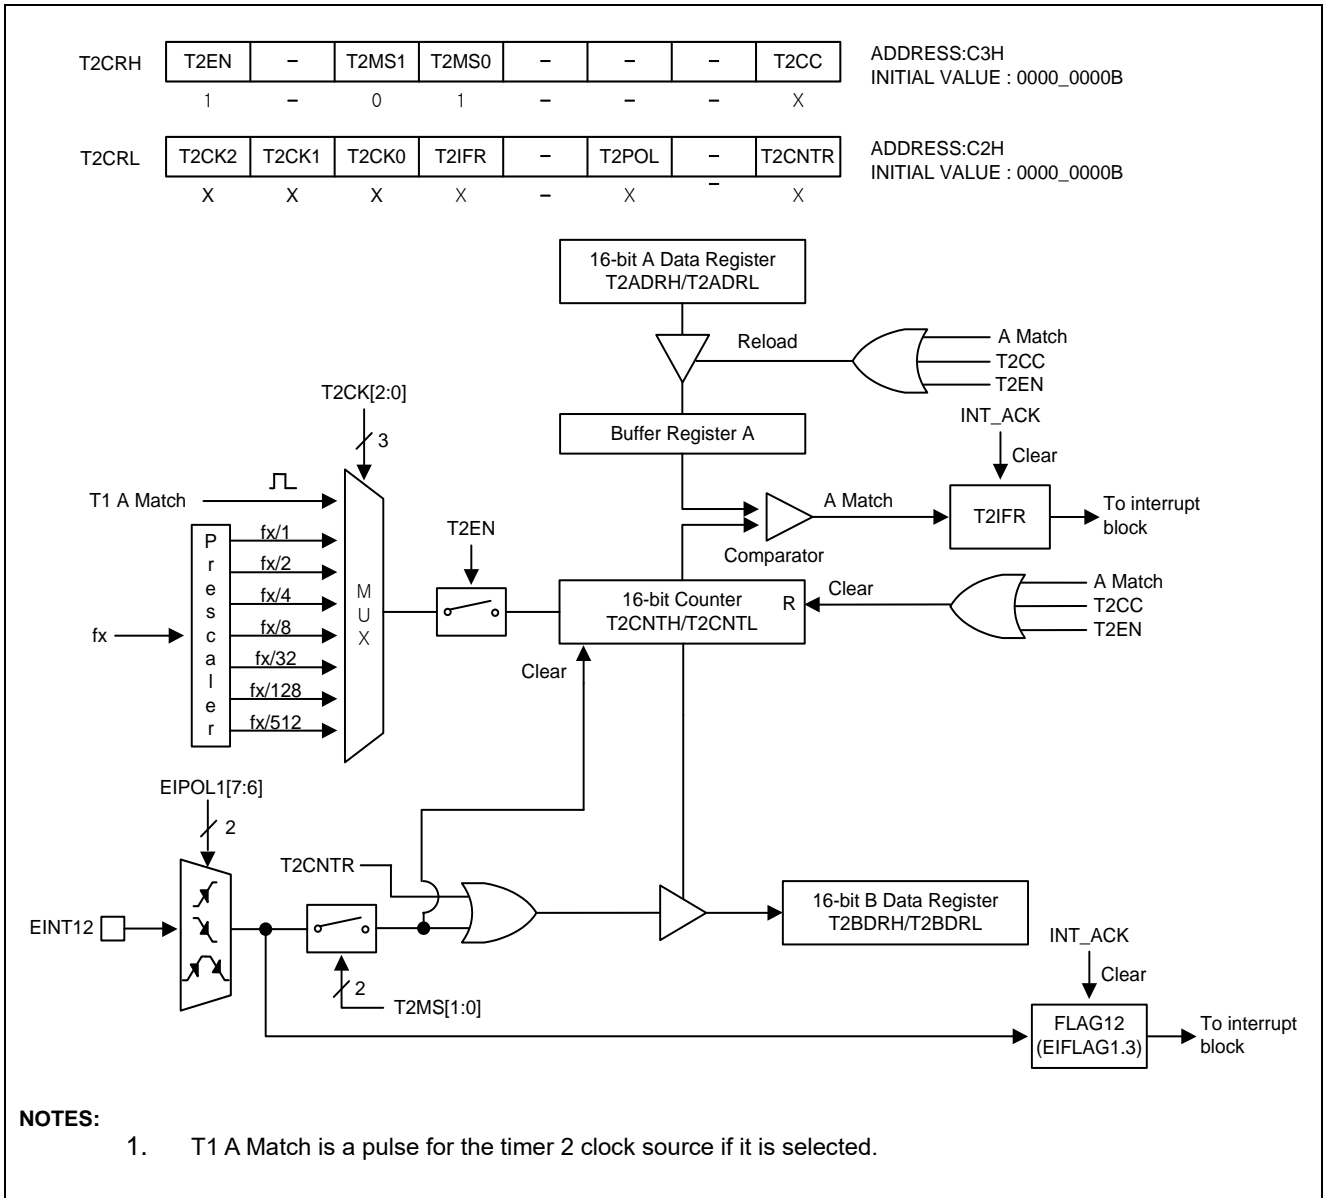 T2CRH T2EN – T2MS1 T2MS0 – – – T2CC
ADDRESS:C3H
INITIAL VALUE : 0000_0000B
1 – 0 1 – – – X
T2CRL T2CK2 T2CK1 T2CK0 T2IFR – T2POL – T2CNTR
ADDRESS:C2H
INITIAL VALUE : 0000_0000B
X X X X – X – X
16-bit A Data Register
T2ADRH/T2ADRL
Reload
A Match
T2CC
T2EN
T2CK[2:0]
3
Buffer Register A
INT_ACK
Clear
T1 A Match
A Match
T2IFR
To interrupt
block
Comparator
fx
Prescaler
fx/1
fx/2
fx/4
fx/8
fx/32
fx/128
fx/512
MUX
T2EN
16-bit Counter
T2CNTH/T2CNTL
R
Clear
A Match
T2CC
T2EN
Clear
EIPOL1[7:6]
2
T2CNTR
EINT12
2
T2MS[1:0]
16-bit B Data Register
T2BDRH/T2BDRL
INT_ACK
Clear
FLAG12
(EIFLAG1.3)
To interrupt
block
NOTES:
1. T1 A Match is a pulse for the timer 2 clock source if it is selected.